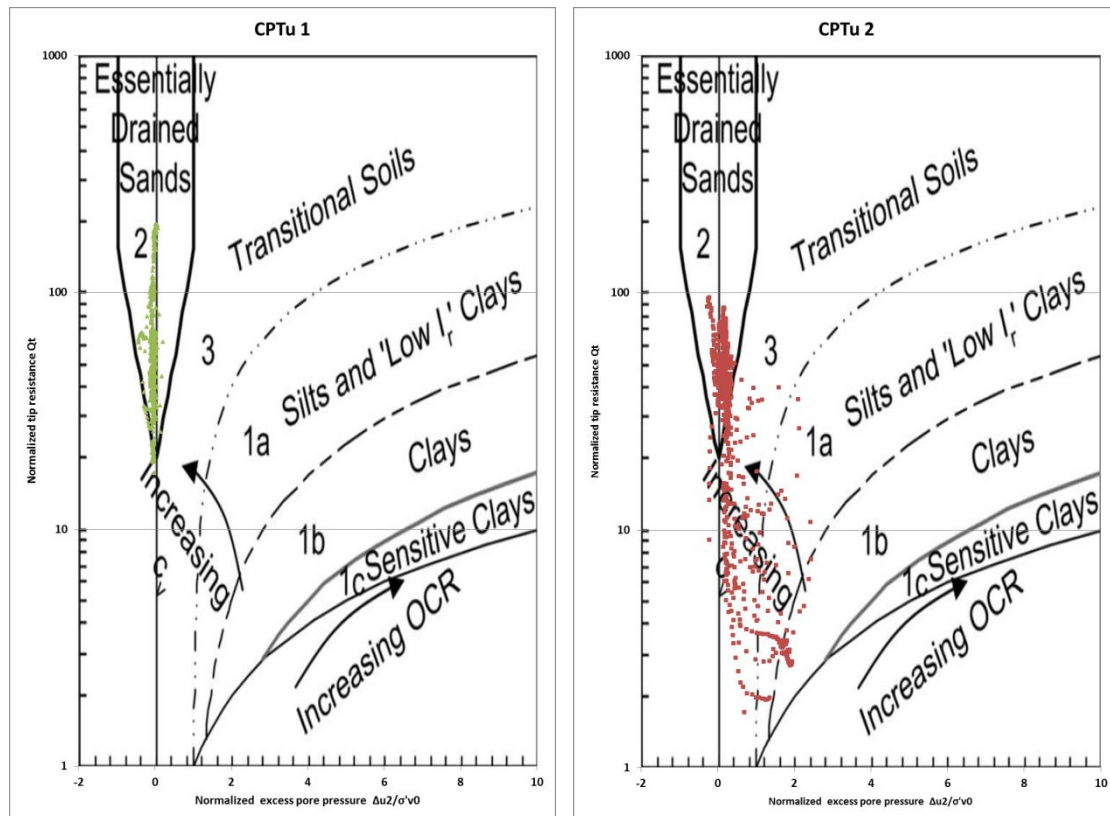 CPTu 1
1000
100
10
1
Normalized tip resistance Qt
Essentially
Drained
Sands
2
Transitional Soils
3
Silts and 'Low Ir' Clays
1a
Clays
1b
1c Sensitive Clays
Increasing OCR
Increasing
cv
-2 0 2 4 6 8 10
Normalized excess pore pressure Δu2/σ'v0
CPTu 2
1000
100
10
1
Normalized tip resistance Qt
Essentially
Drained
Sands
2
Transitional Soils
3
Silts and 'Low Ir' Clays
1a
Clays
1b
1c Sensitive Clays
Increasing OCR
Increasing
cv
-2 0 2 4 6 8 10
Normalized excess pore pressure Δu2/σ'v0